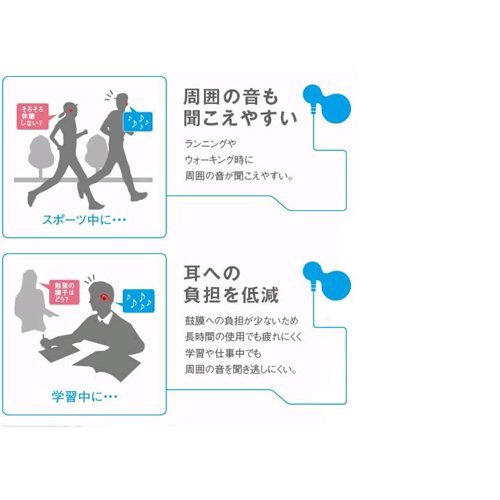 周囲の音も
聞こえやすい
そろそろ
休憩
しない?
ランニングや
ウォーキング時に
周囲の音が聞こえやすい。
スポーツ中に…
耳への
負担を低減
勉強の
調子は
どう?
鼓膜への負担が少ないため
長時間の使用でも疲れにくく
学習や仕事中でも
周囲の音を聞き逃しにくい。
学習中に…